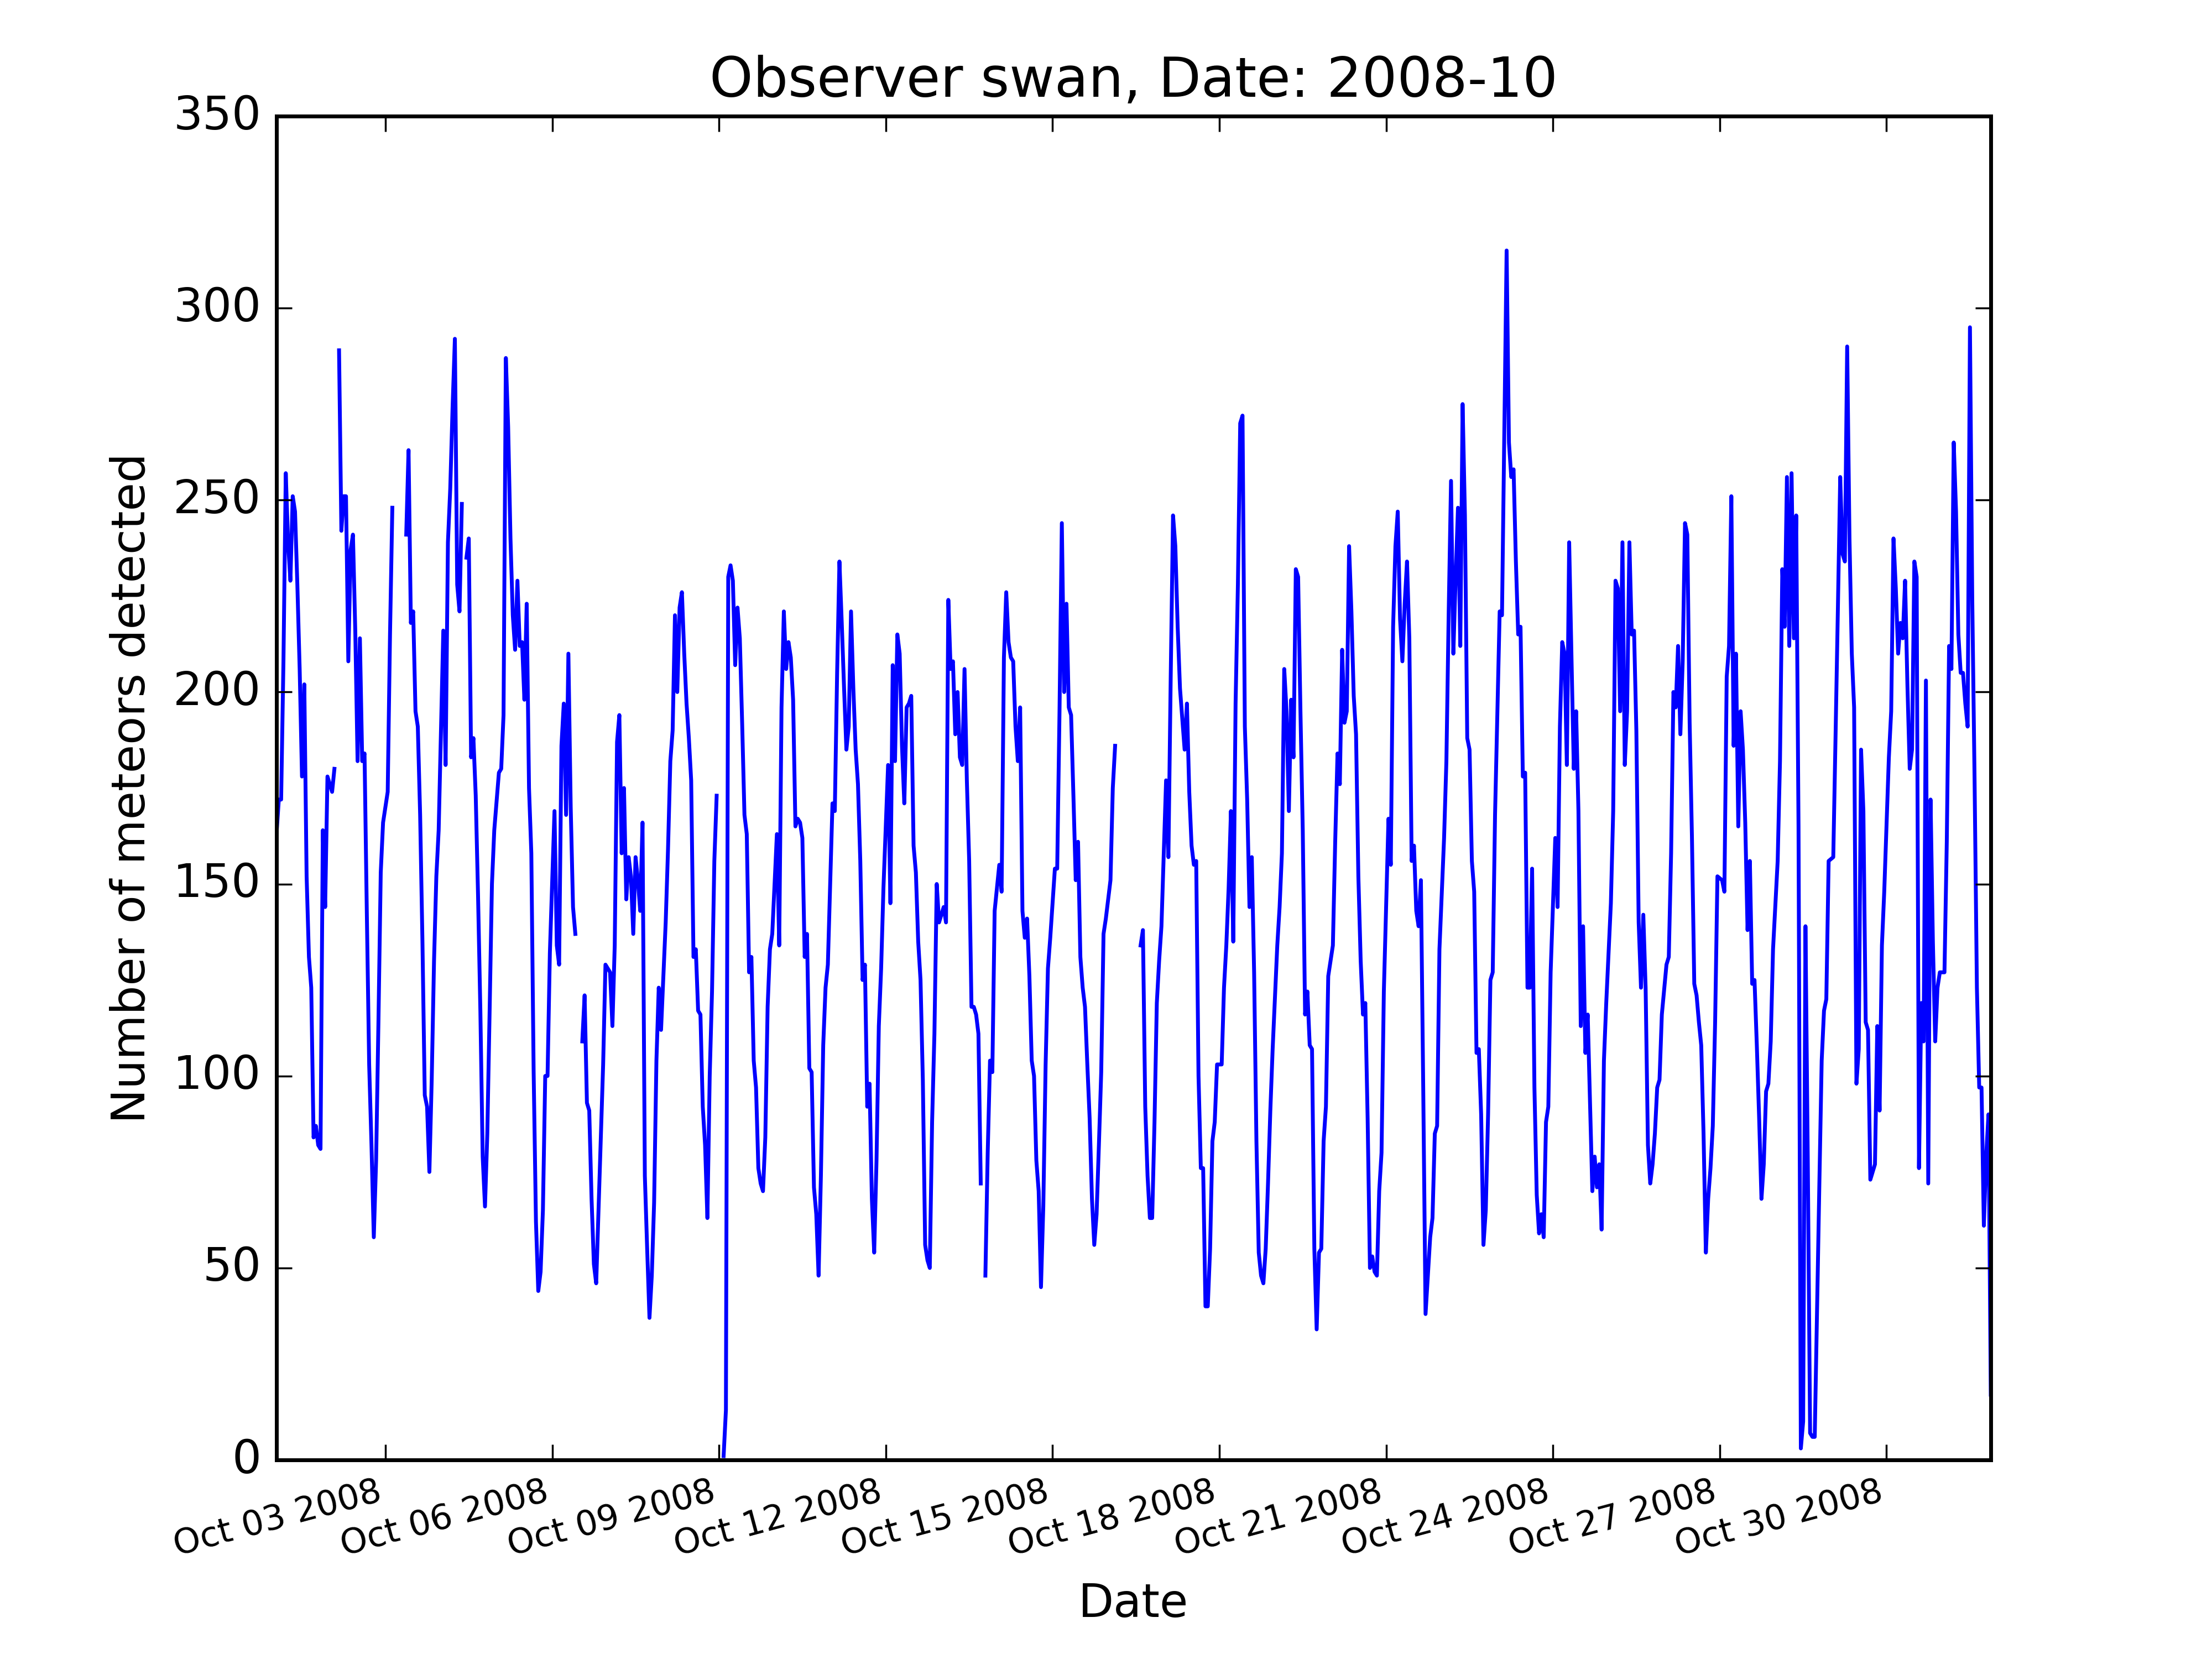 Observer swan, Date: 2008-10
350
300
250
200
150
100
50
0
Number of meteors detected
Oct 03 2008
Oct 06 2008
Oct 09 2008
Oct 12 2008
Oct 15 2008
Oct 18 2008
Oct 21 2008
Oct 24 2008
Oct 27 2008
Oct 30 2008
Date